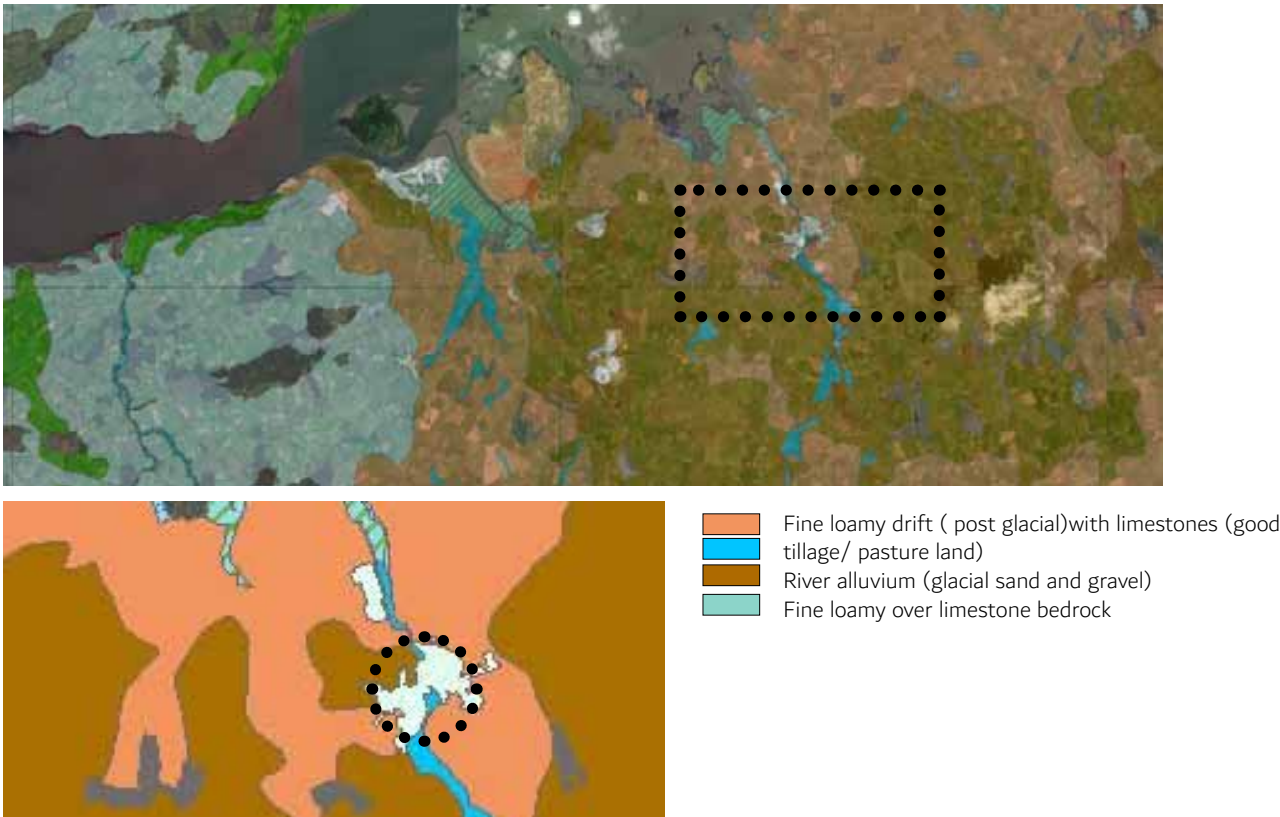 Fine loamy drift ( post glacial)with limestones (good
tillage/ pasture land)
River alluvium (glacial sand and gravel)
Fine loamy over limestone bedrock